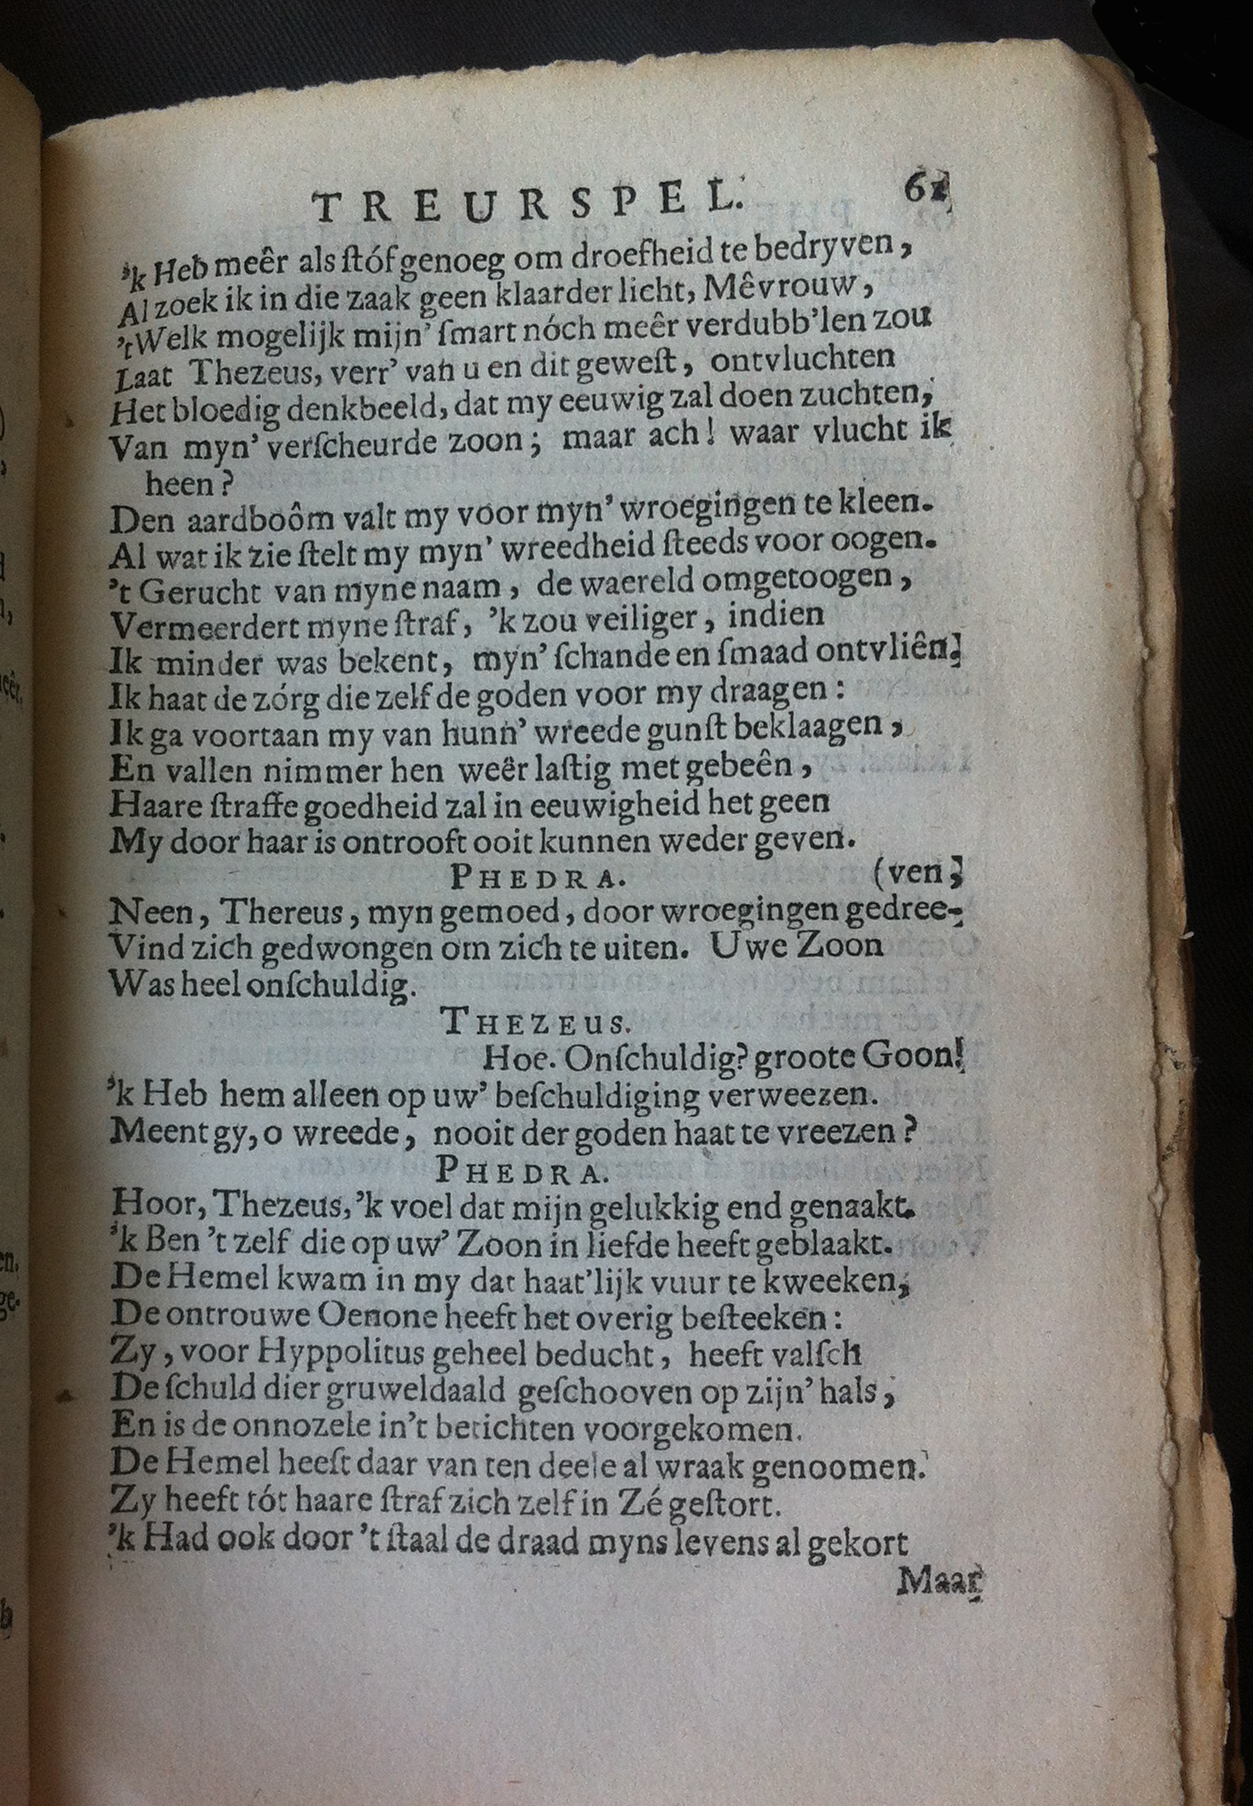 TREURSPEL. 61
'k Heb meêr als ſtóf genoeg om droefheid te bedryven,
Al zoek ik in die zaak geen klaarder licht, Mêvrouw,
't Welk mogelijk mijn' ſmart nóch meêr verdubb'len zou
Laat Thezeus, verr' van u en dit geweſt, ontvluchten
Het bloedig denkbeeld, dat my eeuwig zal doen zuchten,
Van myn' verſcheurde zoon; maar ach! waar vlucht ik
heen?
Den aardboôm valt my voor myn' wroegingen te kleen.
Al wat ik zie ſtelt my myn' wreedheid ſteeds voor oogen.
't Gerucht van myne naam, de waereld omgetoogen,
Vermeerdert myne ſtraf, 'k zou veiliger, indien
Ik minder was bekent, myn' ſchande en ſmaad ontvliên.
Ik haat de zórg die zelf de goden voor my draagen:
Ik ga voortaan my van hunn' wreede gunſt beklaagen,
En vallen nimmer hen weêr laſtig met gebeên,
Haare ſtraffe goedheid zal in eeuwigheid het geen
My door haar is ontrooft ooit kunnen weder geven.
PHEDRA. (ven,
Neen, Thereus, myn gemoed, door wroegingen gedree-
Vind zich gedwongen om zich te uiten. Uwe Zoon
Was heel onſchuldig.
THEZEUS.
Hoe. Onſchuldig? groote Goon!
'k Heb hem alleen op uw' beſchuldiging verweezen.
Meent gy, o wreede, nooit der goden haat te vreezen?
PHEDRA.
Hoor, Thezeus, 'k voel dat mijn gelukkig end genaakt.
'k Ben 't zelf die op uw' Zoon in liefde heeft geblaakt.
De Hemel kwam in my dat haat'lijk vuur te kweeken,
De ontrouwe Oenone heeft het overig beſteeken:
Zy, voor Hyppolitus geheel beducht, heeft valſch
De ſchuld dier gruweldaald geſchooven op zijn' hals,
En is de onnozele in't berichten voorgekomen.
De Hemel heeft daar van ten deele al wraak genoomen.
Zy heeft tót haare ſtraf zich zelf in Zé geſtort.
'k Had ook door 't ſtaal de draad myns levens al gekort
Maar